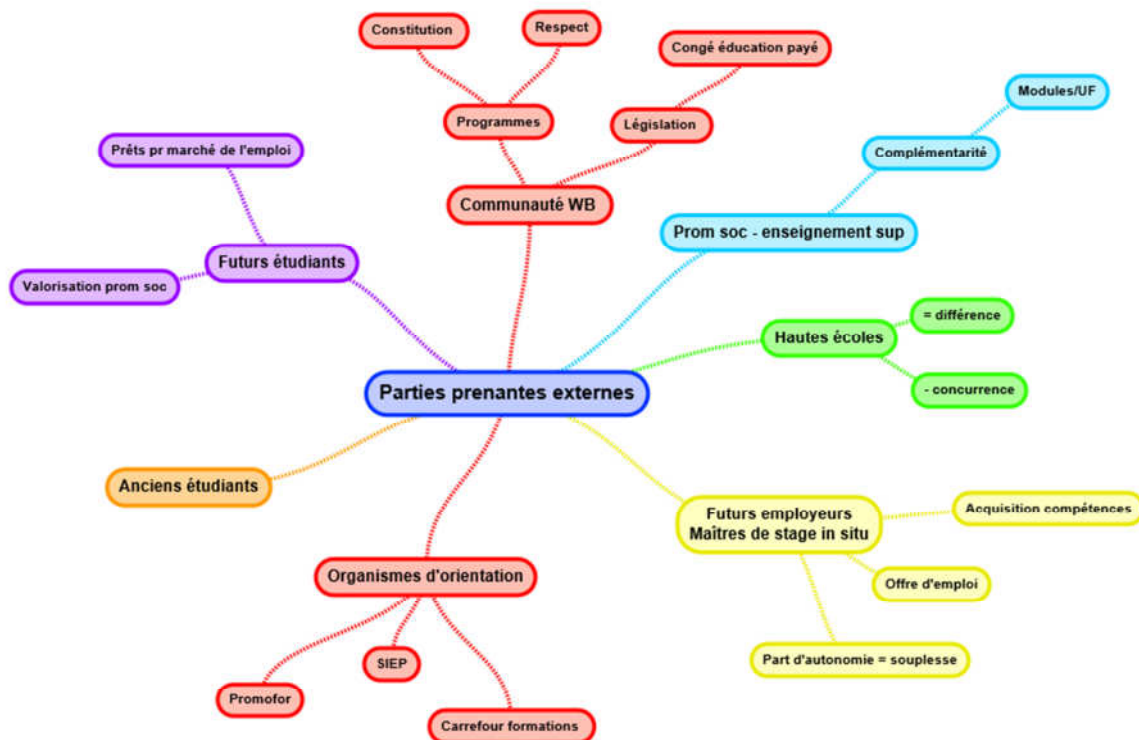 Constitution
Respect
Congé éducation payé
Modules/UF
Programmes
Législation
Prêts pr marché de l'emploi
Complémentarité
Communauté WB
Prom soc - enseignement sup
Futurs étudiants
Valorisation prom soc
= différence
Hautes écoles
- concurrence
Parties prenantes externes
Anciens étudiants
Futurs employeurs
Maîtres de stage in situ
Acquisition compétences
Organismes d'orientation
Offre d'emploi
SIEP
Part d'autonomie = souplesse
Promofor
Carrefour formations